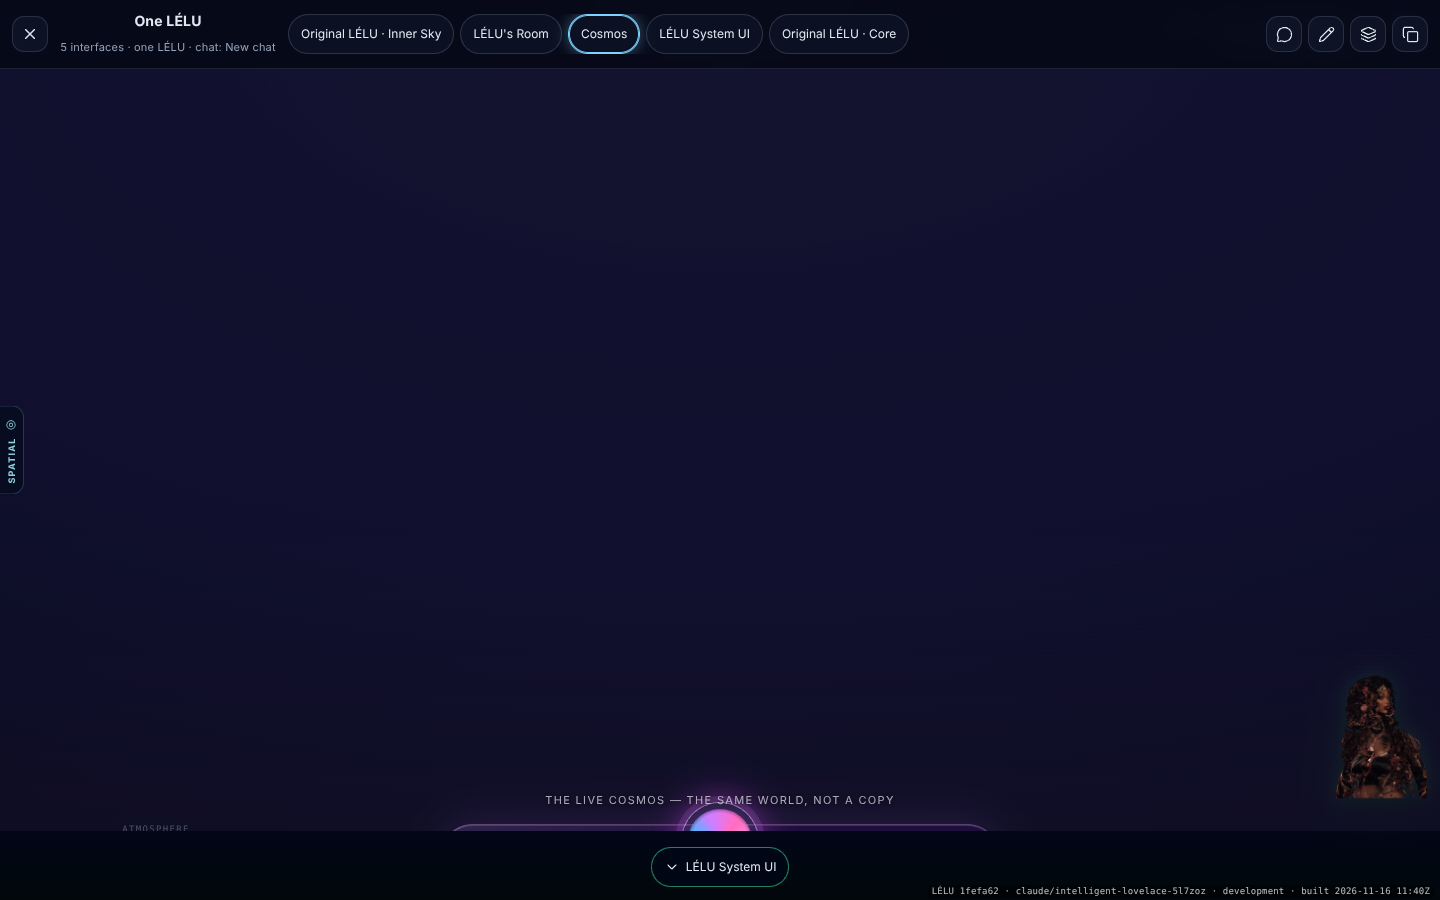 One LÉLU
5 interfaces · one LÉLU · chat: New chat
Original LÉLU · Inner Sky
LÉLU's Room
Cosmos
LÉLU System UI
Original LÉLU · Core
SPATIAL
THE LIVE COSMOS — THE SAME WORLD, NOT A COPY
ATMOSPHERE
LÉLU System UI
LÉLU 1fefa62 · claude/intelligent-lovelace-5l7zoz · development · built 2026-11-16 11:40Z